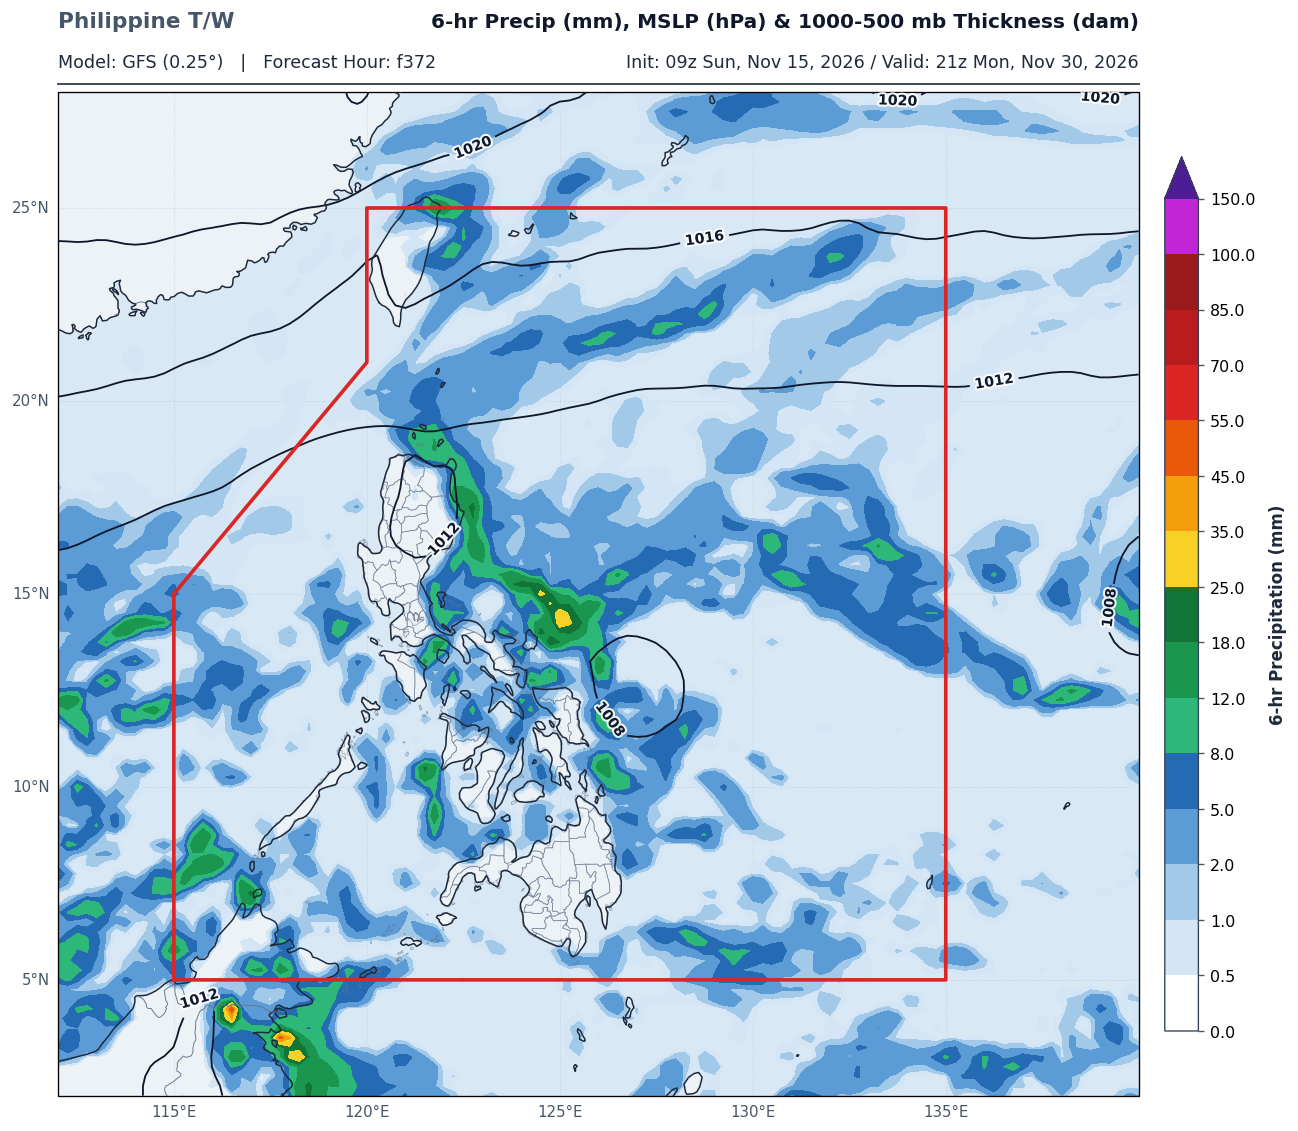 Philippine T/W
6-hr Precip (mm), MSLP (hPa) & 1000-500 mb Thickness (dam)
Model: GFS (0.25°) | Forecast Hour: f372
Init: 09z Sun, Nov 15, 2026 / Valid: 21z Mon, Nov 30, 2026
1020
1020
1020
1016
1012
1012
1008
1008
1012
25°N
20°N
15°N
10°N
5°N
115°E
120°E
125°E
130°E
135°E
150.0
100.0
85.0
70.0
55.0
45.0
35.0
25.0
18.0
12.0
8.0
5.0
2.0
1.0
0.5
0.0
6-hr Precipitation (mm)